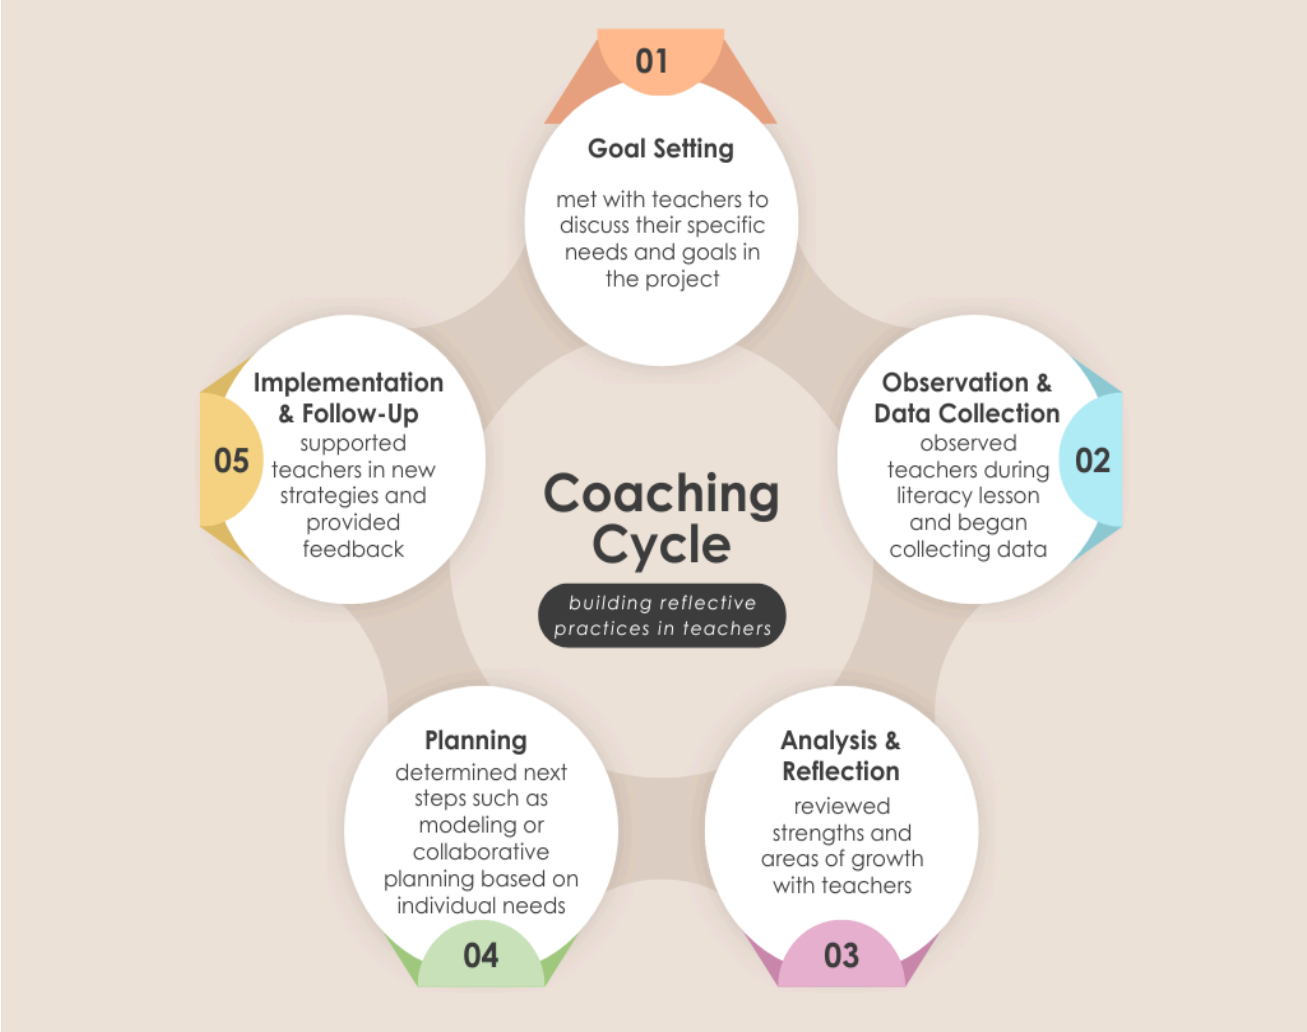 01
Goal Setting
met with teachers to
discuss their specific
needs and goals in
the project
Observation &
Data Collection
observed
teachers during
literacy lesson
and began
collecting data
02
Analysis &
Reflection
reviewed
strengths and
areas of growth
with teachers
03
Planning
determined next
steps such as
modeling or
collaborative
planning based on
individual needs
04
Implementation
& Follow-Up
supported
teachers in new
strategies and
provided
feedback
05
Coaching
Cycle
building reflective
practices in teachers